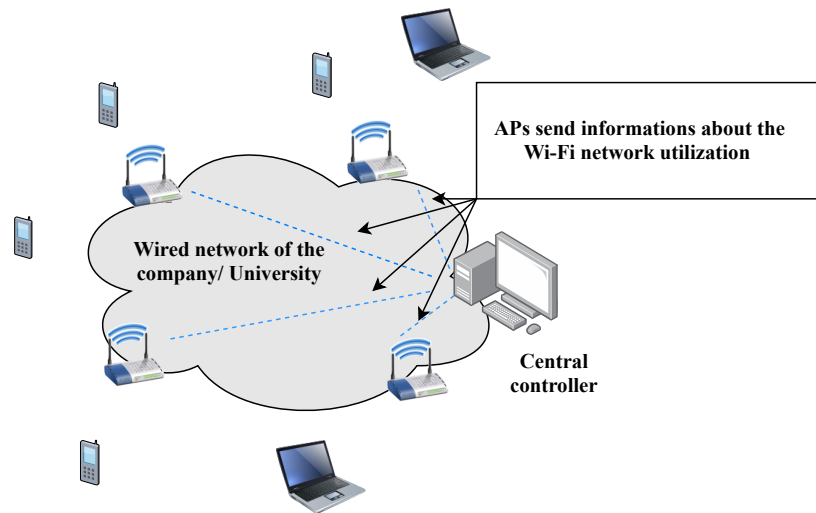 APs send informations about the
Wi-Fi network utilization
Wired network of the
company/ University
Central
controller